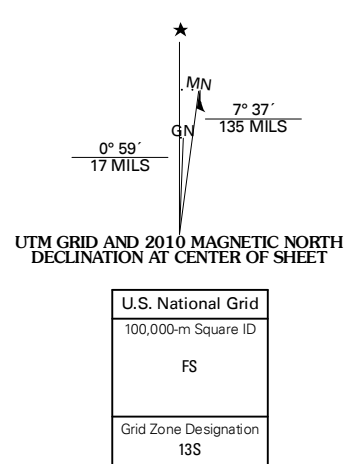 MN
7° 37´
135 MILS
GN
0° 59´
17 MILS
UTM GRID AND 2010 MAGNETIC NORTH
DECLINATION AT CENTER OF SHEET
U.S. National Grid
100,000-m Square ID
FS
Grid Zone Designation
13S